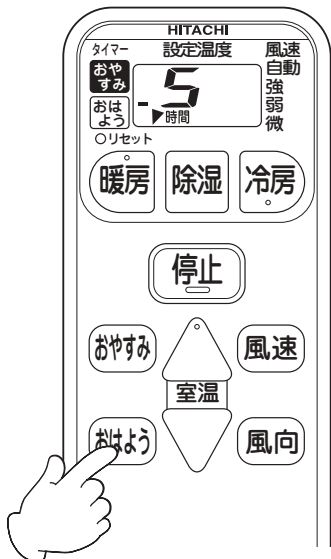 HITACHI
タイマー 設定温度 風速
おやすみ
おはよう
5
時間
自動
強
弱
微
○リセット
暖房 除湿 冷房
停止
おやすみ 風速
室温
おはよう 風向